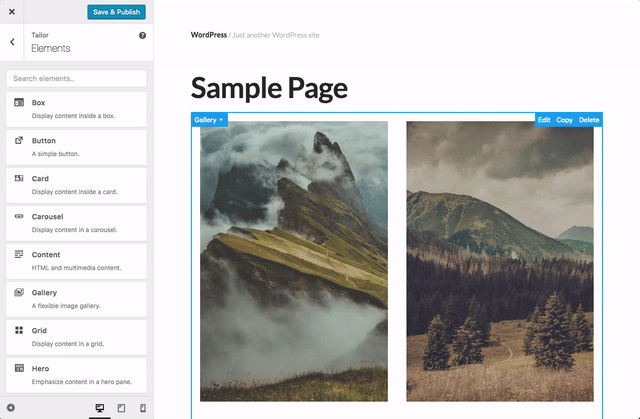 Save & Publish
Tailor
Elements
Search elements..
Box
Display content inside a box.
Button
A simple button.
Card
Display content inside a card.
Carousel
Display content in a carousel.
Content
HTML and multimedia content.
Gallery
A flexible image gallery.
Grid
Display content in a grid.
Hero
Emphasize content in a hero pane.
WordPress / Just another WordPress site
Sample Page
Gallery
Edit Copy Delete